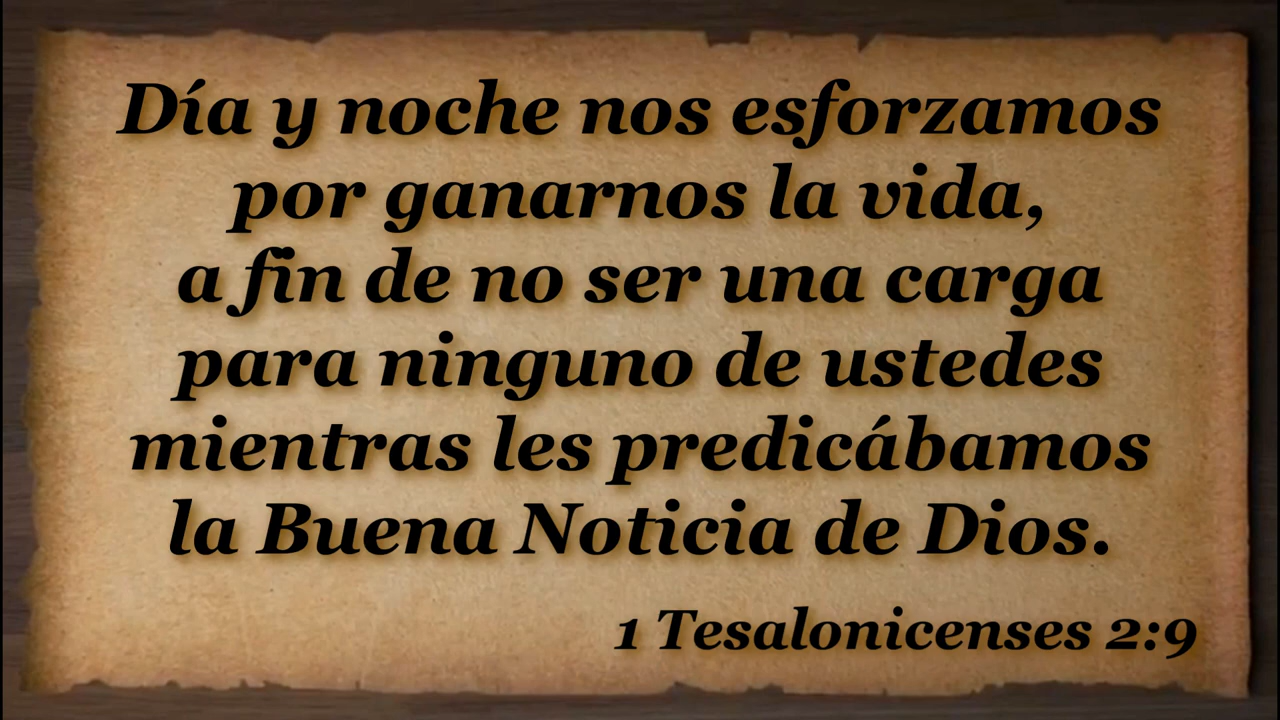 Día y noche nos esforzamos
por ganarnos la vida,
a fin de no ser una carga
para ninguno de ustedes
mientras les predicábamos
la Buena Noticia de Dios.
1 Tesalonicenses 2:9